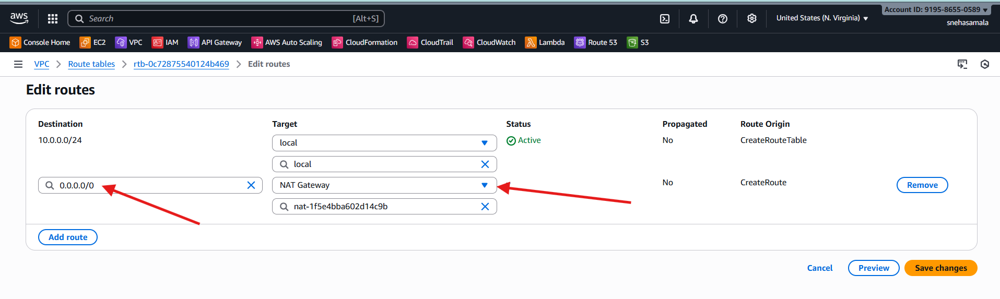 aws
Search [Alt+S]
United States (N. Virginia)
Account ID: 9195-8655-0589
snehasamala
Console Home EC2 VPC IAM API Gateway AWS Auto Scaling CloudFormation CloudTrail CloudWatch Lambda Route 53 S3
VPC Route tables rtb-0c72875540124b469 Edit routes
Edit routes
Destination Target Status Propagated Route Origin
10.0.0.0/24 local Active No CreateRouteTable
local
0.0.0.0/0 NAT Gateway - No CreateRoute Remove
nat-1f5e4bba602d14c9b
Add route
Cancel Preview Save changes